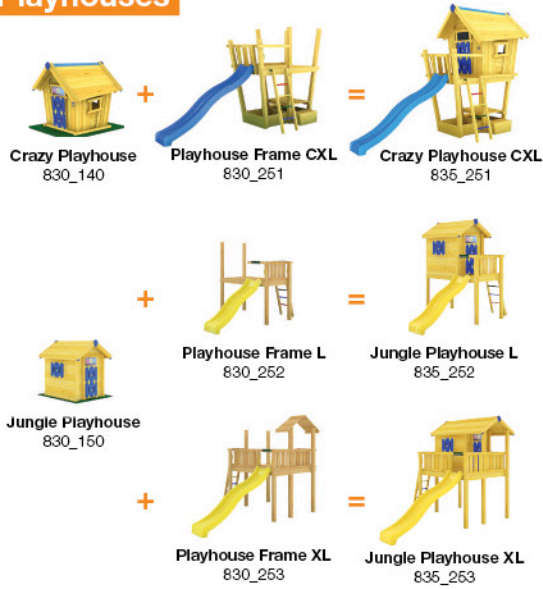 Playhouses
+
=
Crazy Playhouse
830_140
Playhouse Frame CXL
830_251
Crazy Playhouse CXL
835_251
+
=
Playhouse Frame L
830_252
Jungle Playhouse L
835_252
Jungle Playhouse
830_150
+
=
Playhouse Frame XL
830_253
Jungle Playhouse XL
835_253